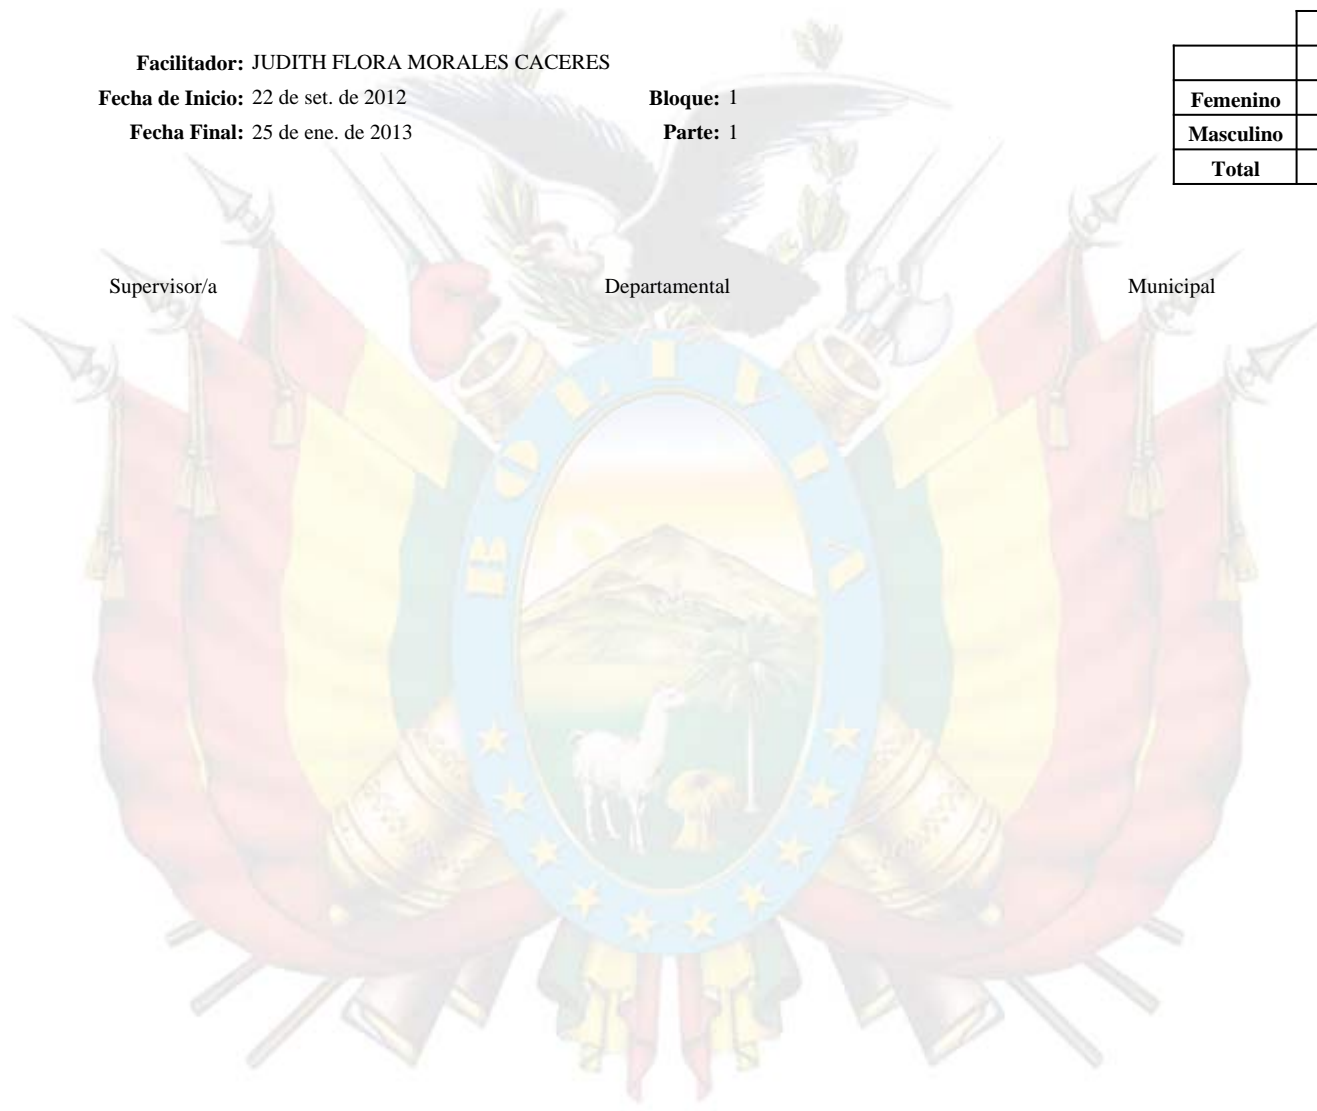 Facilitador: JUDITH FLORA MORALES CACERES
Fecha de Inicio: 22 de set. de 2012 Bloque: 1
Fecha Final: 25 de ene. de 2013 Parte: 1
Femenino
Masculino
Total
Supervisor/a Departamental Municipal
BOLIVIA